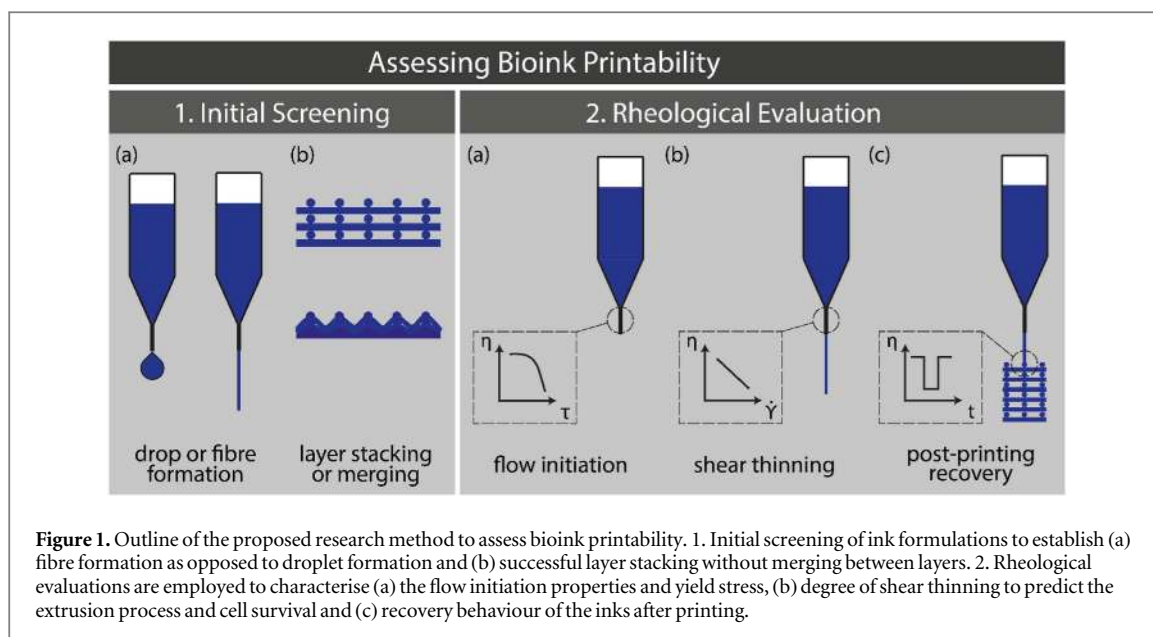 Assessing Bioink Printability
1. Initial Screening
2. Rheological Evaluation
(a)
(b)
(a)
(b)
(c)
η
τ
η
γ̇
η
t
drop or fibre
formation
layer stacking
or merging
flow initiation
shear thinning
post-printing
recovery
Figure 1. Outline of the proposed research method to assess bioink printability. 1. Initial screening of ink formulations to establish (a)
fibre formation as opposed to droplet formation and (b) successful layer stacking without merging between layers. 2. Rheological
evaluations are employed to characterise (a) the flow initiation properties and yield stress, (b) degree of shear thinning to predict the
extrusion process and cell survival and (c) recovery behaviour of the inks after printing.